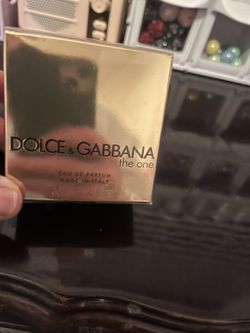 DOLCE & GABBANA
the one
EAU DE PARFUM
MADE IN ITALY